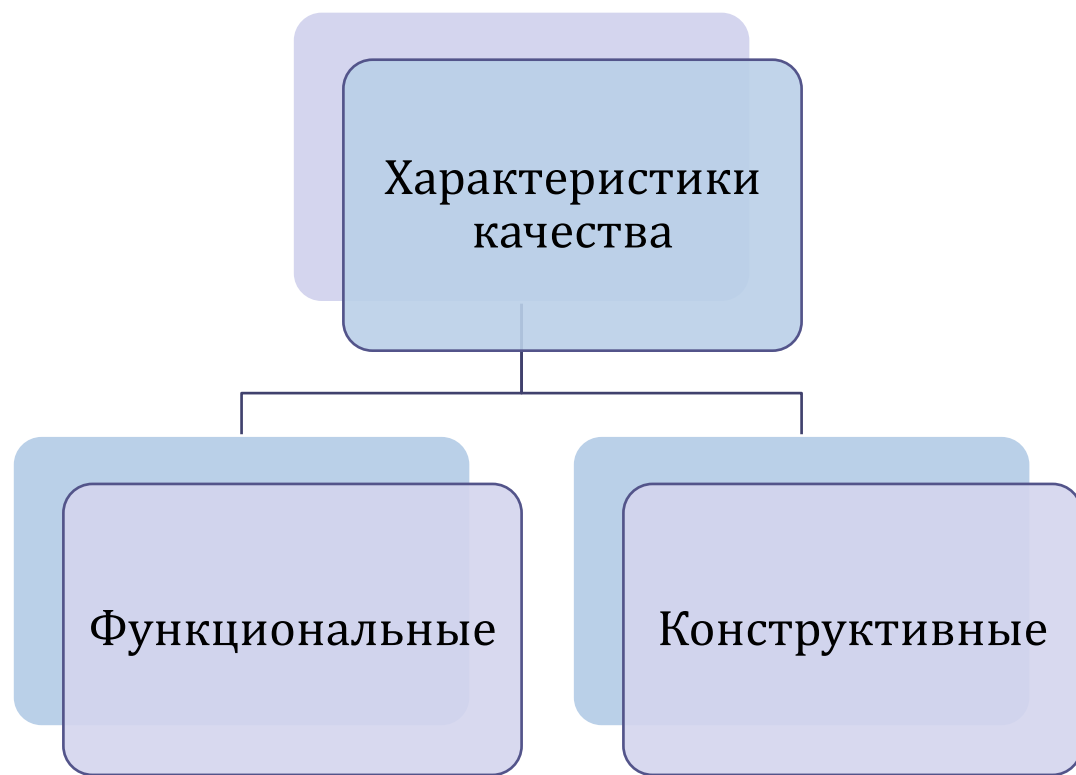 Характеристики
качества
Функциональные
Конструктивные